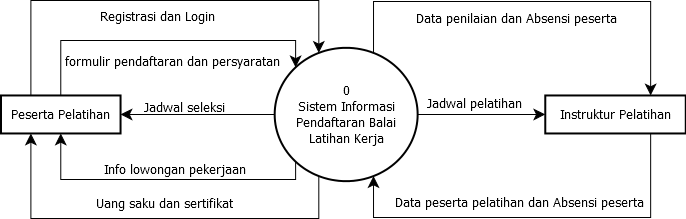 Registrasi dan Login
Data penilaian dan Absensi peserta
formulir pendaftaran dan persyaratan
0
Sistem Informasi
Pendaftaran Balai
Latihan Kerja
Peserta Pelatihan
Jadwal seleksi
Jadwal pelatihan
Instruktur Pelatihan
Info lowongan pekerjaan
Uang saku dan sertifikat
Data peserta pelatihan dan Absensi peserta